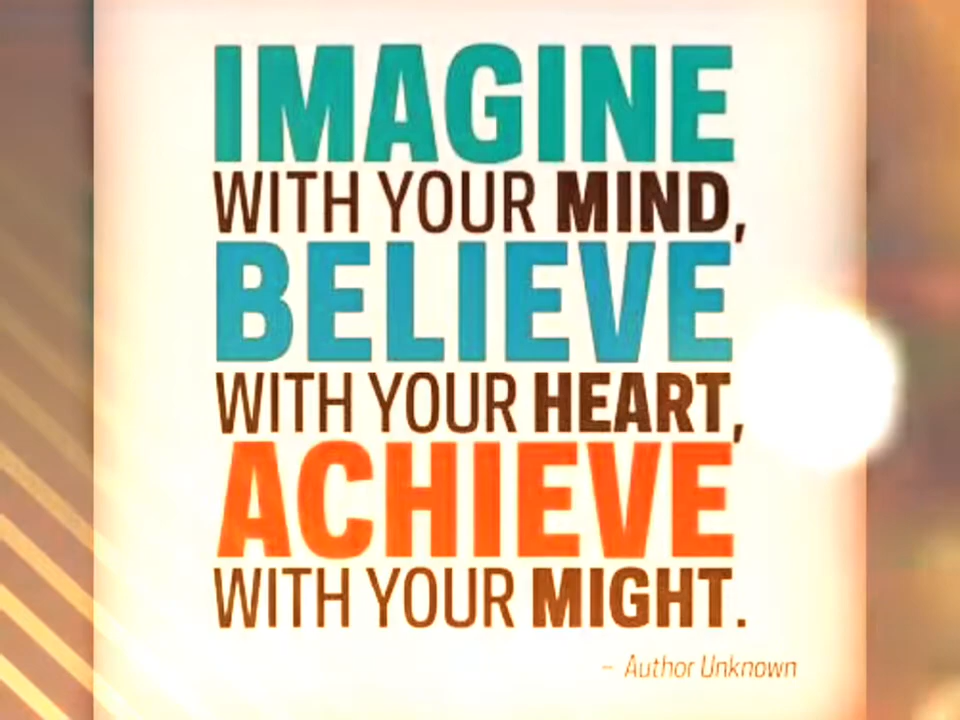 IMAGINE
WITH YOUR MIND,
BELIEVE
WITH YOUR HEART,
ACHIEVE
WITH YOUR MIGHT.
– Author Unknown